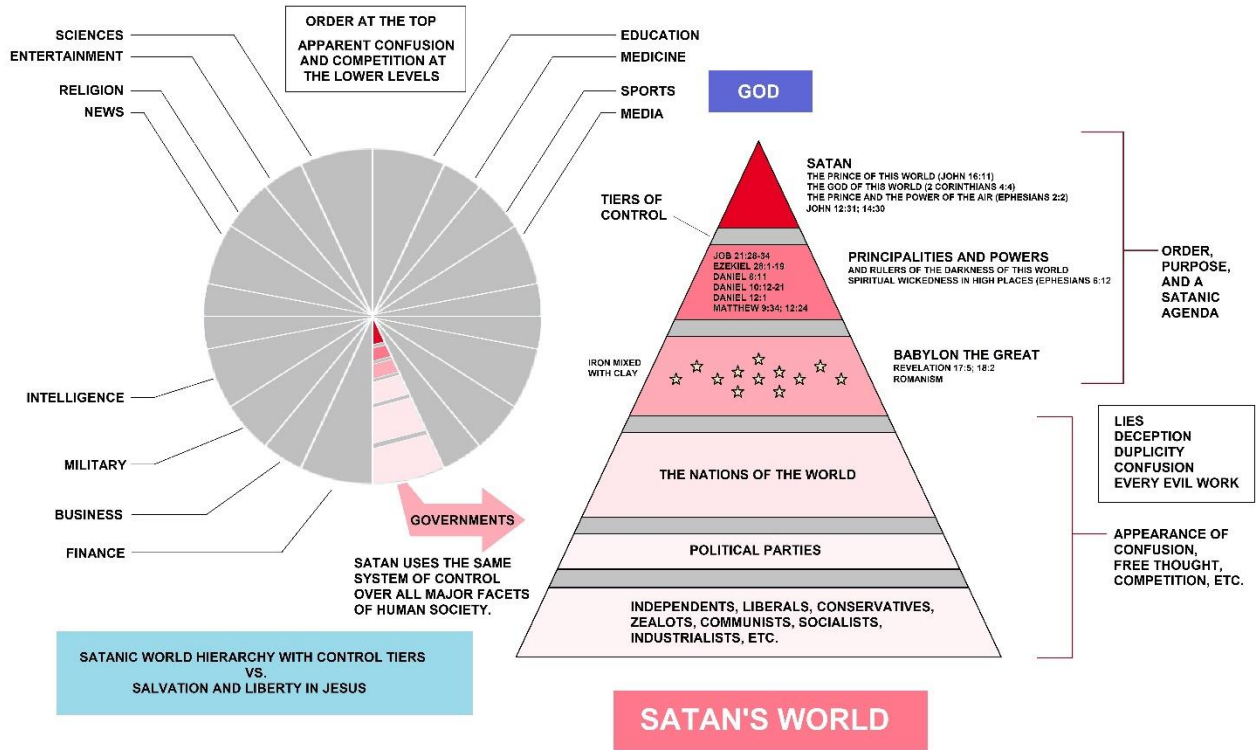 ORDER AT THE TOP
APPARENT CONFUSION
AND COMPETITION AT
THE LOWER LEVELS
SCIENCES
ENTERTAINMENT
RELIGION
NEWS
EDUCATION
MEDICINE
SPORTS
MEDIA
INTELLIGENCE
MILITARY
BUSINESS
FINANCE
GOVERNMENTS
SATAN USES THE SAME
SYSTEM OF CONTROL
OVER ALL MAJOR FACETS
OF HUMAN SOCIETY.
SATANIC WORLD HIERARCHY WITH CONTROL TIERS
VS.
SALVATION AND LIBERTY IN JESUS
GOD
TIERS OF
CONTROL
SATAN
THE PRINCE OF THIS WORLD (JOHN 16:11)
THE GOD OF THIS WORLD (2 CORINTHIANS 4:4)
THE PRINCE AND THE POWER OF THE AIR (EPHESIANS 2:2)
JOHN 12:31; 14:30
JOB 21:28-34
EZEKIEL 28:1-19
DANIEL 8:11
DANIEL 10:12-21
DANIEL 12:1
MATTHEW 9:34; 12:24
PRINCIPALITIES AND POWERS
AND RULERS OF THE DARKNESS OF THIS WORLD
SPIRITUAL WICKEDNESS IN HIGH PLACES (EPHESIANS 6:12
ORDER,
PURPOSE,
AND A
SATANIC
AGENDA
IRON MIXED
WITH CLAY
BABYLON THE GREAT
REVELATION 17:5; 18:2
ROMANISM
LIES
DECEPTION
DUPLICITY
CONFUSION
EVERY EVIL WORK
THE NATIONS OF THE WORLD
POLITICAL PARTIES
INDEPENDENTS, LIBERALS, CONSERVATIVES,
ZEALOTS, COMMUNISTS, SOCIALISTS,
INDUSTRIALISTS, ETC.
APPEARANCE OF
CONFUSION,
FREE THOUGHT,
COMPETITION, ETC.
SATAN'S WORLD